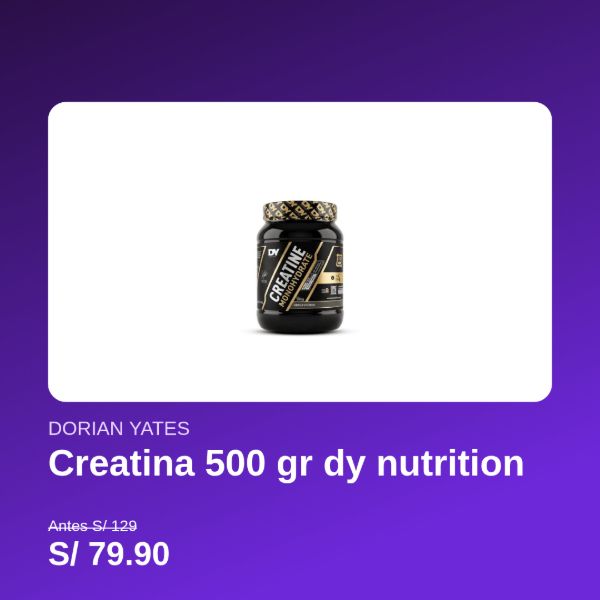 DY
CREATINE
MONOHYDRATE
DORIAN YATES
Creatina 500 gr dy nutrition
Antes S/ 129
S/ 79.90